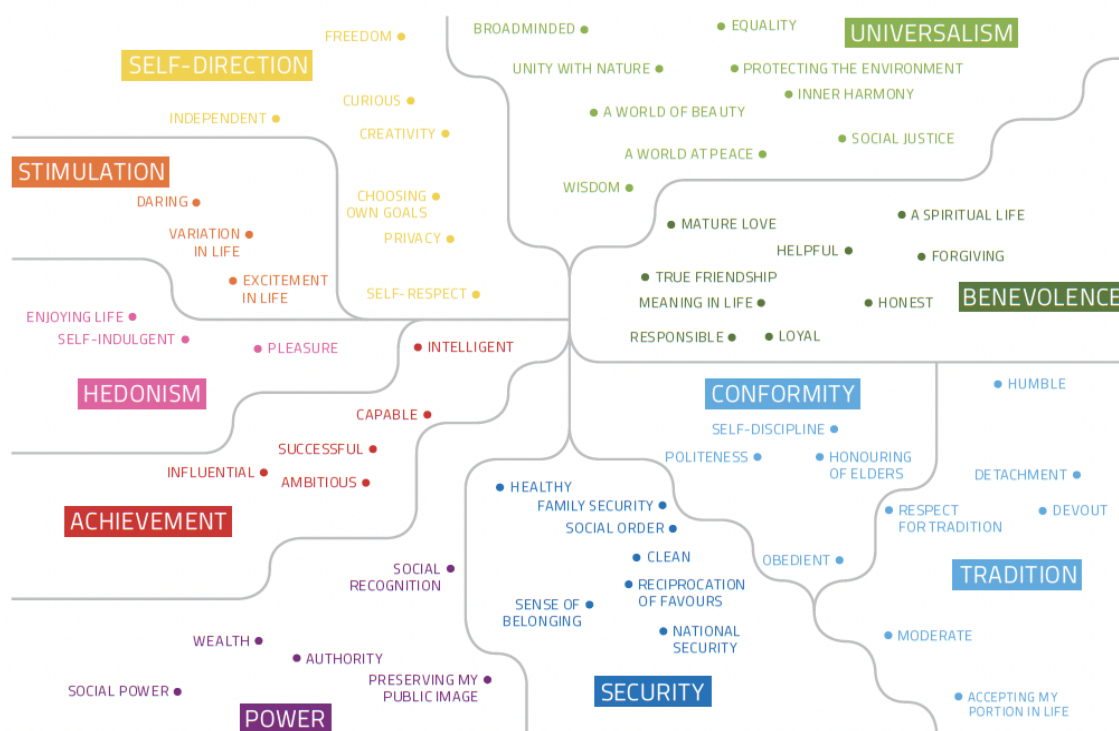 FREEDOM
SELF-DIRECTION
CURIOUS
INDEPENDENT
CREATIVITY
CHOOSING
OWN GOALS
PRIVACY
SELF-RESPECT
BROADMINDED
EQUALITY
UNIVERSALISM
UNITY WITH NATURE
PROTECTING THE ENVIRONMENT
INNER HARMONY
A WORLD OF BEAUTY
SOCIAL JUSTICE
A WORLD AT PEACE
WISDOM
STIMULATION
DARING
VARIATION
IN LIFE
EXCITEMENT
IN LIFE
MATURE LOVE
A SPIRITUAL LIFE
HELPFUL
FORGIVING
TRUE FRIENDSHIP
MEANING IN LIFE
HONEST
BENEVOLENCE
RESPONSIBLE
LOYAL
ENJOYING LIFE
SELF-INDULGENT
PLEASURE
HEDONISM
INTELLIGENT
CAPABLE
SUCCESSFUL
INFLUENTIAL
AMBITIOUS
ACHIEVEMENT
CONFORMITY
SELF-DISCIPLINE
POLITENESS
HONOURING
OF ELDERS
OBEDIENT
HUMBLE
DETACHMENT
RESPECT
FOR TRADITION
DEVOUT
TRADITION
MODERATE
ACCEPTING MY
PORTION IN LIFE
HEALTHY
FAMILY SECURITY
SOCIAL ORDER
CLEAN
RECIPROCATION
OF FAVOURS
SENSE OF
BELONGING
NATIONAL
SECURITY
SECURITY
SOCIAL
RECOGNITION
WEALTH
AUTHORITY
PRESERVING MY
PUBLIC IMAGE
SOCIAL POWER
POWER